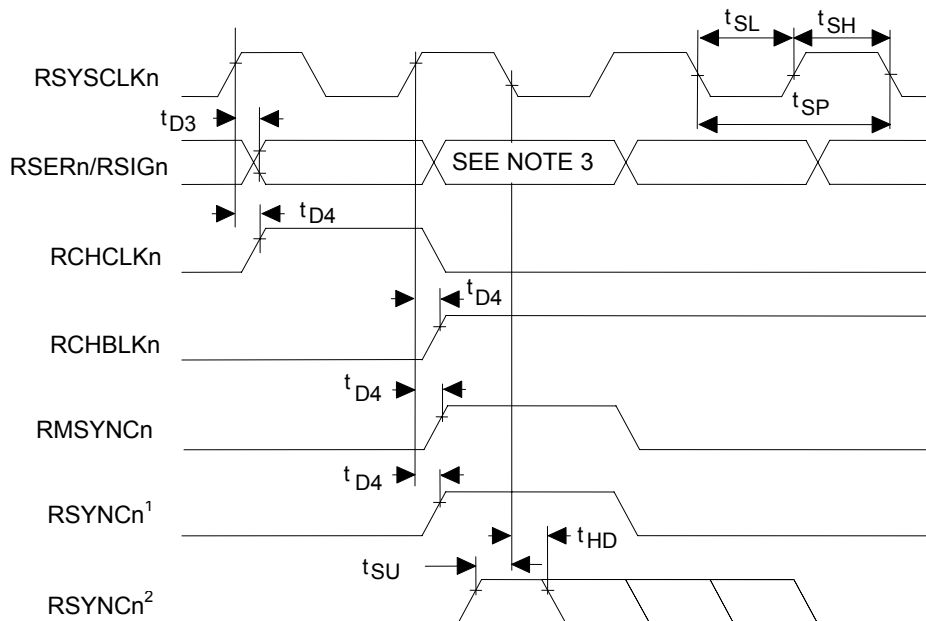 tSL tSH
RSYSCLKn
tSP
tD3
RSERn/RSIGn SEE NOTE 3
tD4
RCHCLKn
tD4
RCHBLKn
tD4
RMSYNCn
tD4
RSYNCn1
tHD
tSU
RSYNCn2